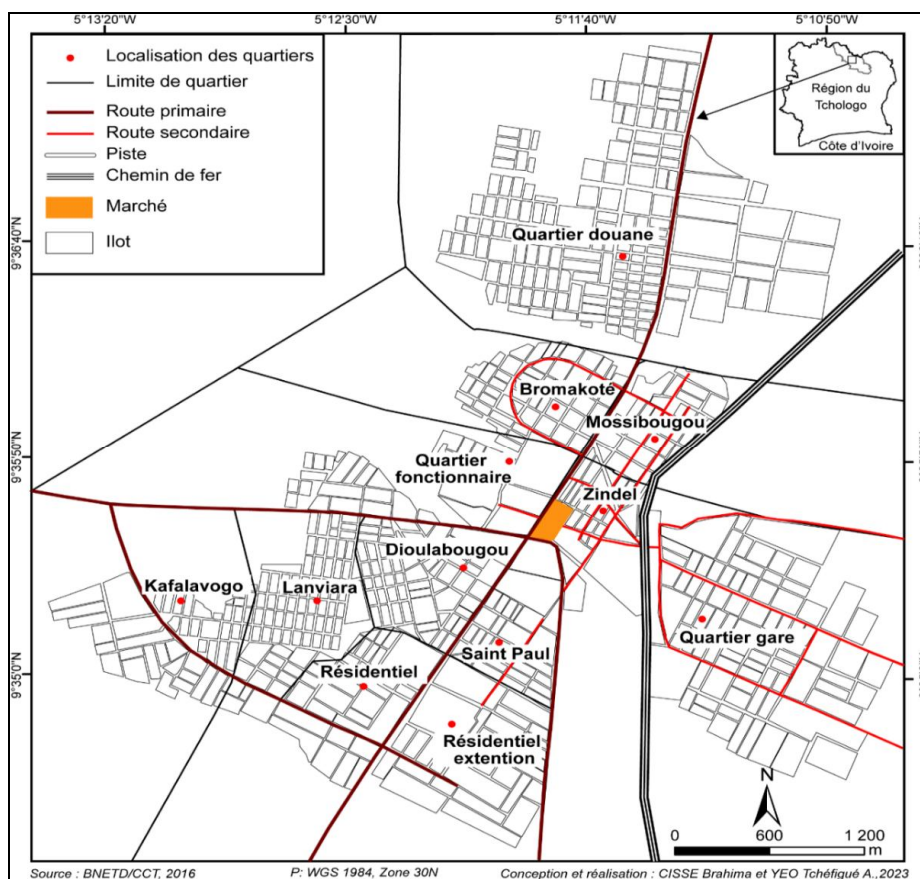 5°13'20"W
5°12'30"W
5°11'40"W
5°10'50"W
Localisation des quartiers
Limite de quartier
Route primaire
Route secondaire
Piste
Chemin de fer
Marché
Ilot
Région du
Tchologo
Côte d'Ivoire
9°36'40"N
9°35'50"N
9°35'0"N
Quartier douane
Bromakoté
Mossibougou
Quartier
fonctionnaire
Zindel
Dioulabougou
Kafalavogo
Lanviara
Quartier gare
Saint Paul
Résidentiel
Résidentiel
extention
N
0 600 1 200
m
Source : BNETD/CCT, 2016
P: WGS 1984, Zone 30N
Conception et réalisation : CISSE Brahima et YEO Tchéfigué A.,2023